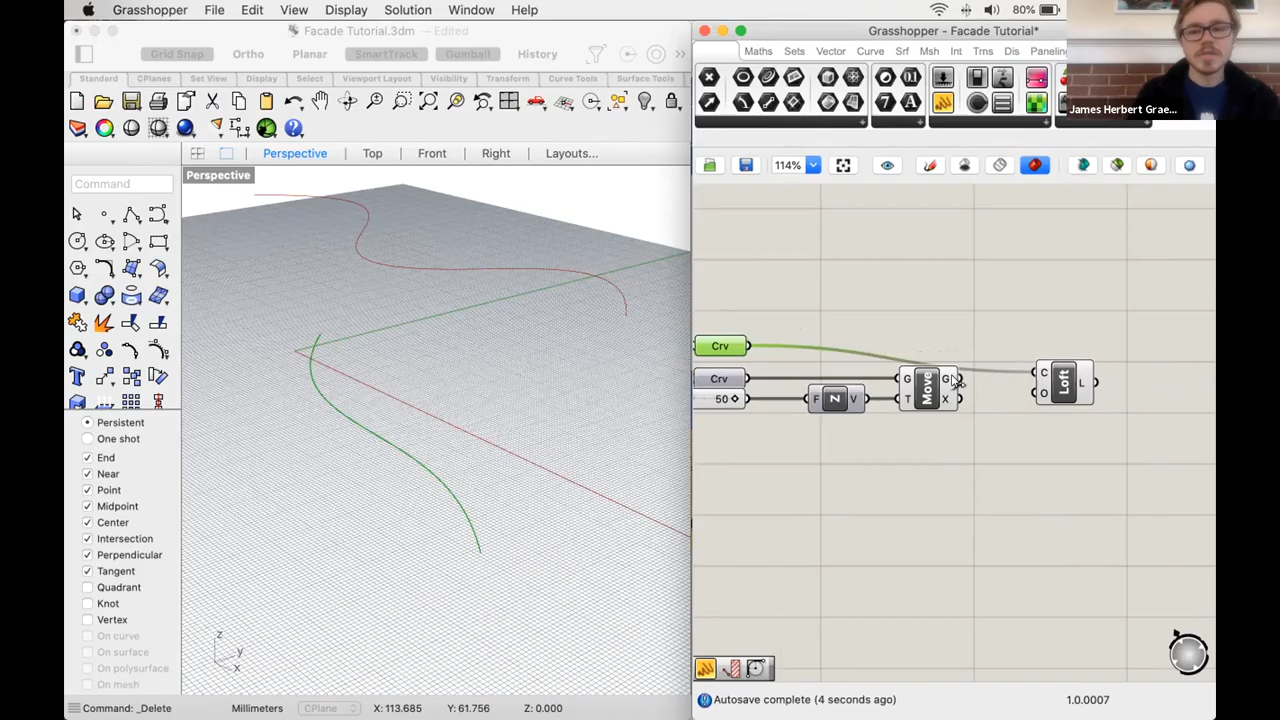 Grasshopper File Edit View Display Solution Window Help 80%
Facade Tutorial.3dm — Edited
Grid Snap Ortho Planar SmartTrack Gumball History
Standard CPlanes Set View Display Select Viewport Layout Visibility Transform Curve Tools Surface Tools
Perspective Top Front Right Layouts...
Perspective
Command
Persistent
One shot
End
Near
Point
Midpoint
Center
Intersection
Perpendicular
Tangent
Quadrant
Knot
Vertex
On curve
On surface
On polysurface
On mesh
z
y
x
Command: _Delete Millimeters CPlane X: 113.685 Y: 61.756 Z: 0.000
Grasshopper - Facade Tutorial*
Maths Sets Vector Curve Srf Msh Int Trns Dis Paneling
James Herbert Grae...
114%
Crv
Crv
50
F Z V
G Move G
T X
C Loft L
O
Autosave complete (4 seconds ago) 1.0.0007